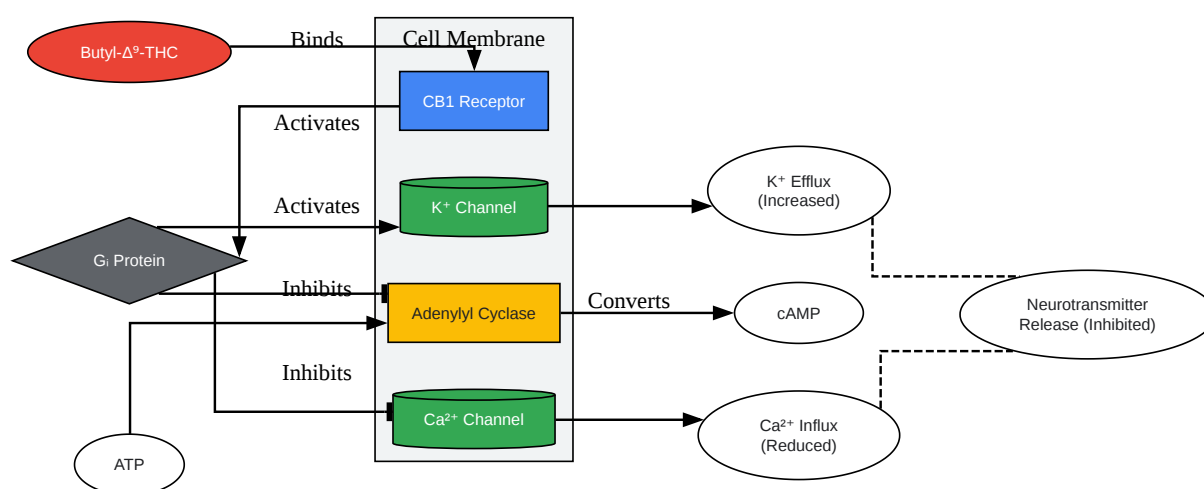 Butyl-Δ⁹-THC
Binds
Cell Membrane
CB1 Receptor
Activates
Activates
K⁺ Channel
K⁺ Efflux
(Increased)
Gᵢ Protein
Inhibits
Adenylyl Cyclase
Converts
cAMP
Neurotransmitter
Release (Inhibited)
Inhibits
Ca²⁺ Channel
Ca²⁺ Influx
(Reduced)
ATP